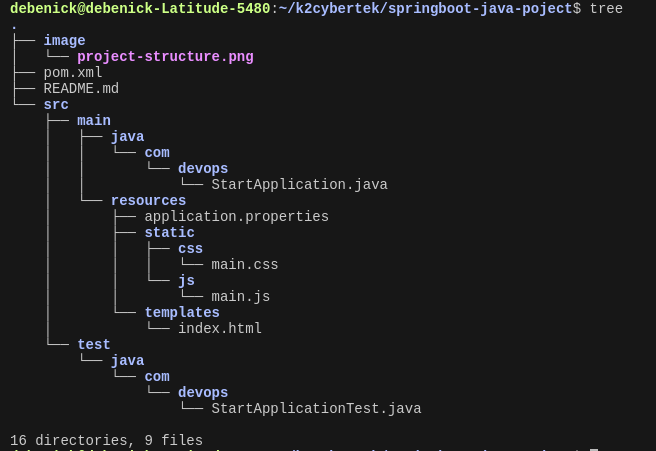 debenick@debenick-Latitude-5480:~/k2cybertek/springboot-java-poject$ tree
.
├── image
│   └── project-structure.png
├── pom.xml
├── README.md
└── src
    ├── main
    │   ├── java
    │   │   └── com
    │   │       └── devops
    │   │           └── StartApplication.java
    │   └── resources
    │       ├── application.properties
    │       ├── static
    │       │   ├── css
    │       │   │   └── main.css
    │       │   └── js
    │       │       └── main.js
    │       └── templates
    │           └── index.html
    └── test
        └── java
            └── com
                └── devops
                    └── StartApplicationTest.java

16 directories, 9 files